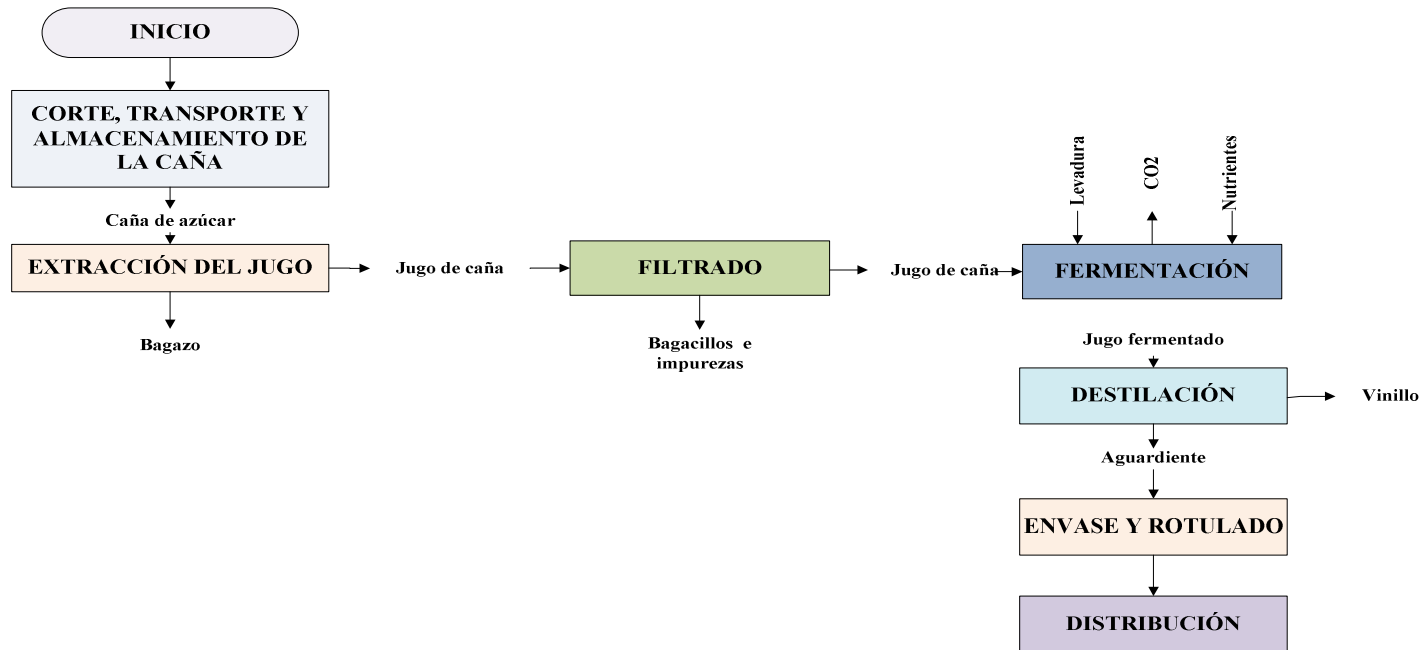 INICIO
CORTE, TRANSPORTE Y
ALMACENAMIENTO DE
LA CAÑA
Caña de azúcar
EXTRACCIÓN DEL JUGO
Bagazo
Jugo de caña
FILTRADO
Bagacillos e
impurezas
Jugo de caña
Levadura
CO2
Nutrientes
FERMENTACIÓN
Jugo fermentado
DESTILACIÓN
Vinillo
Aguardiente
ENVASE Y ROTULADO
DISTRIBUCIÓN